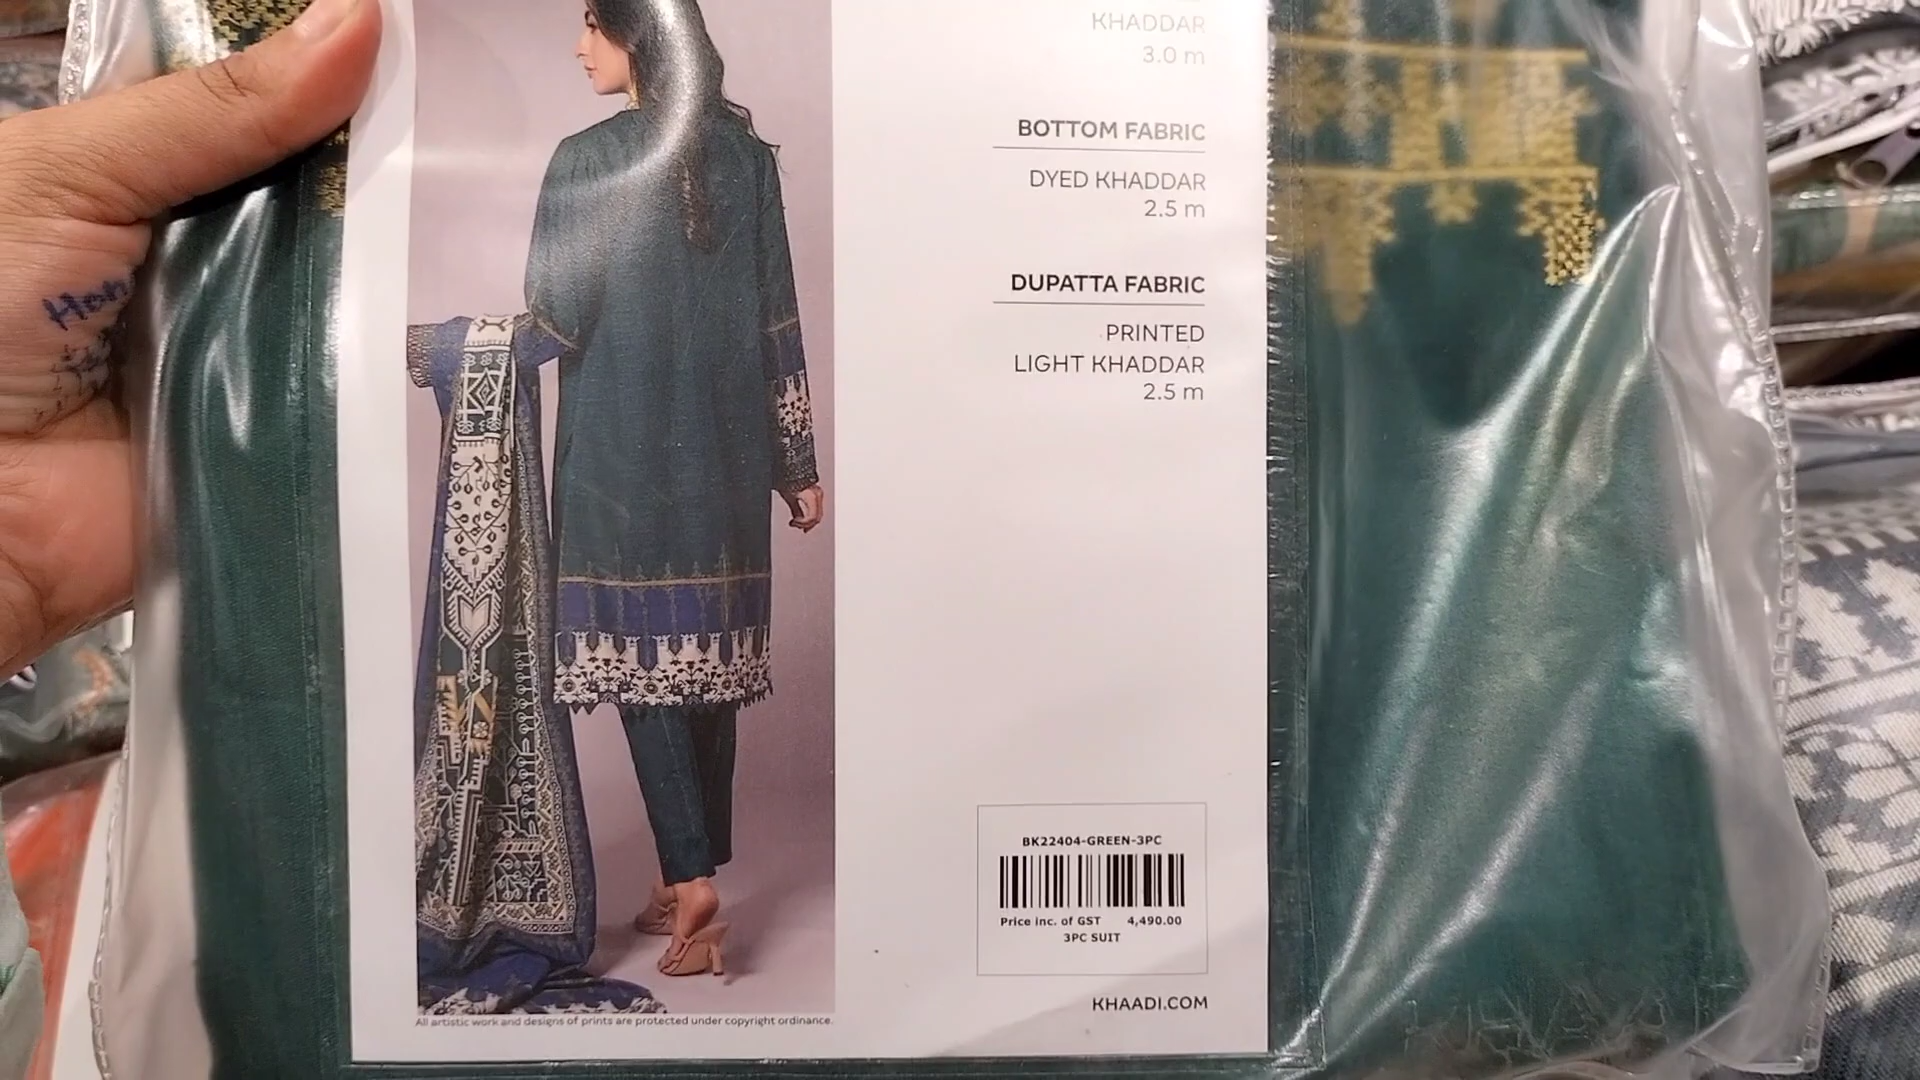 KHADDAR
3.0 m
BOTTOM FABRIC
DYED KHADDAR
2.5 m
DUPATTA FABRIC
PRINTED
LIGHT KHADDAR
2.5 m
BK22404-GREEN-3PC
Price inc. of GST 4,490.00
3PC SUIT
KHAADI.COM
All artistic work and designs of prints are protected under copyright ordinance.